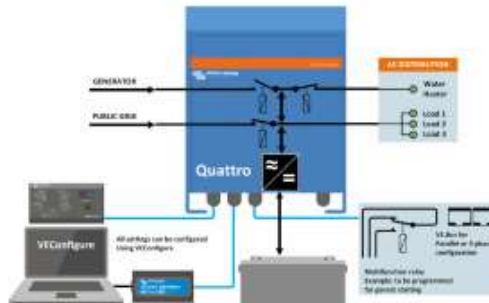 GENERATOR
PUBLIC GRID
Quattro
AC DISTRIBUTION
Water
Heater
Load 1
Load 2
Load 3
VEConfigure
All settings can be configured
Using VEConfigure
VE.Bus for
Parallel or 3 phase
configuration
Multifunction relay
Example: to be programmed
for genset starting